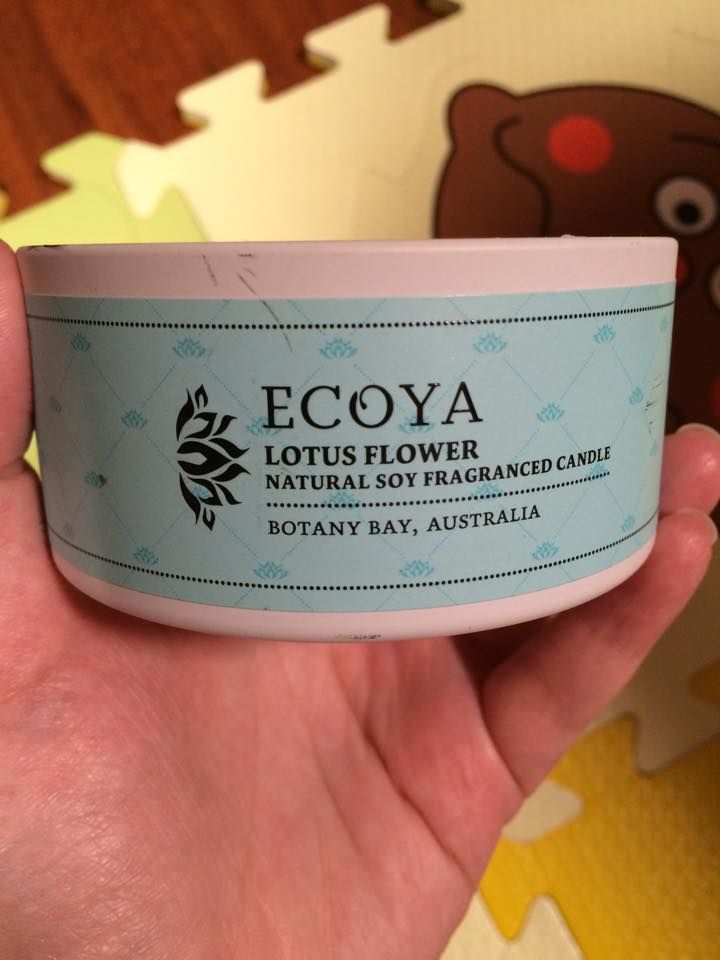 ECOYA
LOTUS FLOWER
NATURAL SOY FRAGRANCED CANDLE
BOTANY BAY, AUSTRALIA